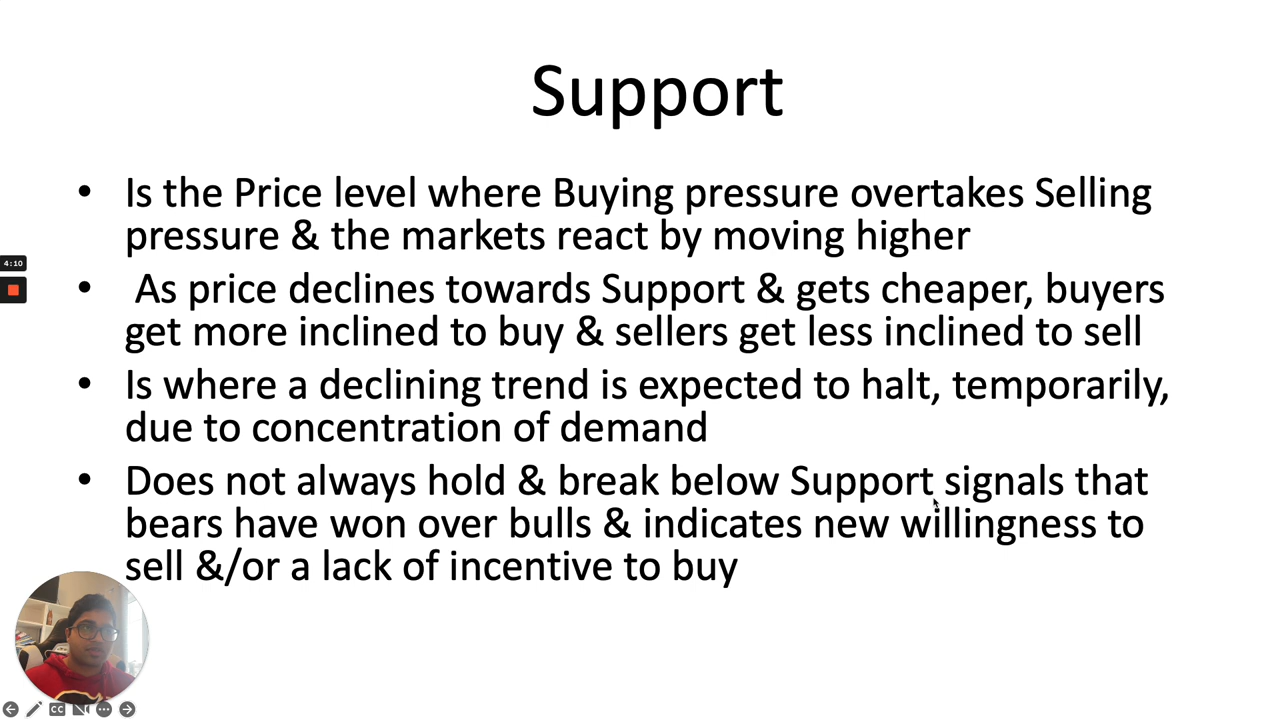 Support
• Is the Price level where Buying pressure overtakes Selling
pressure & the markets react by moving higher
4:10
• As price declines towards Support & gets cheaper, buyers
get more inclined to buy & sellers get less inclined to sell
• Is where a declining trend is expected to halt, temporarily,
due to concentration of demand
• Does not always hold & break below Support signals that
bears have won over bulls & indicates new willingness to
sell &/or a lack of incentive to buy
CC